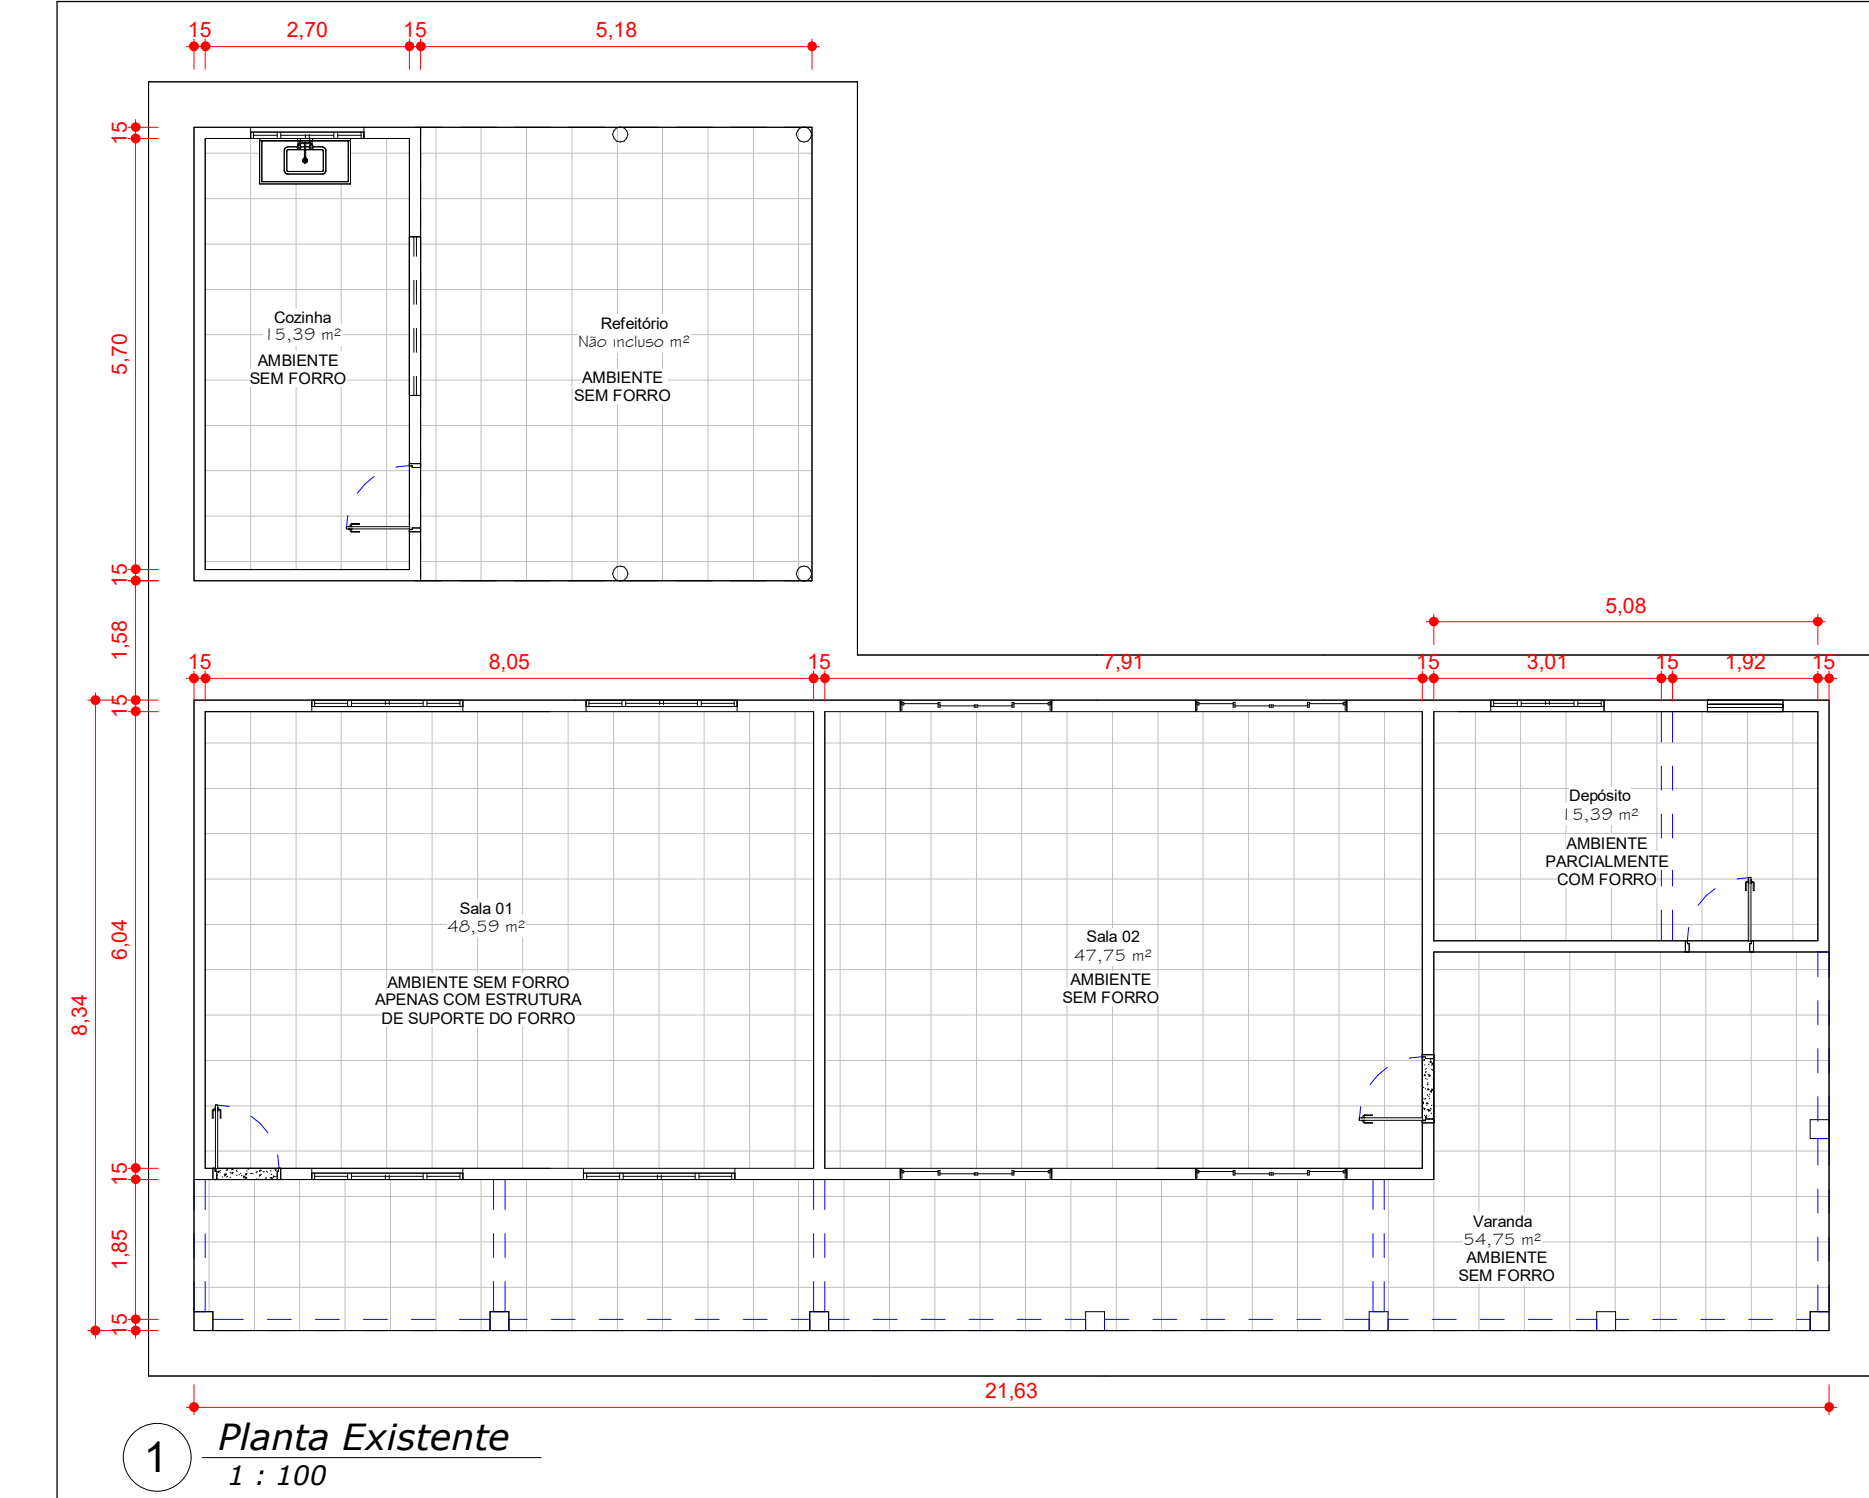 15 2,70 15 5,18
15
5,70
15
1,58
15
6,04
15
1,85
15
8,34
Cozinha
15,39 m²
AMBIENTE
SEM FORRO
Refeitório
Não incluso m²
AMBIENTE
SEM FORRO
5,08
15 8,05 15 7,91 15 3,01 15 1,92 15
Depósito
15,39 m²
AMBIENTE
PARCIALMENTE
COM FORRO
Sala 01
48,59 m²
AMBIENTE SEM FORRO
APENAS COM ESTRUTURA
DE SUPORTE DO FORRO
Sala 02
47,75 m²
AMBIENTE
SEM FORRO
Varanda
54,75 m²
AMBIENTE
SEM FORRO
21,63
1 Planta Existente
1 : 100